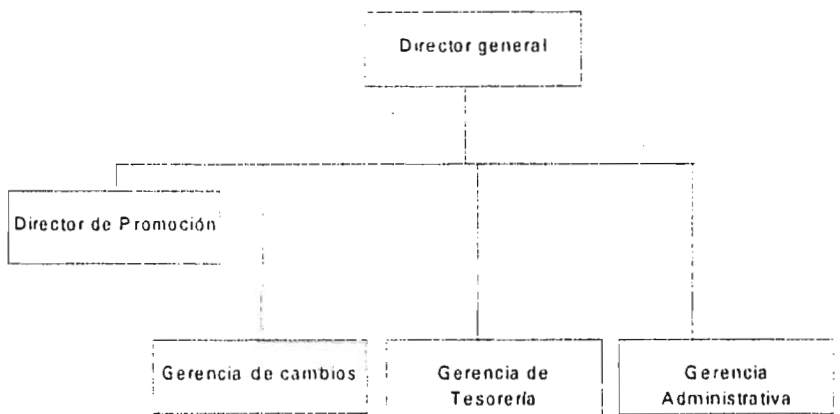 Director general
Director de Promoción
Gerencia de cambios
Gerencia de
Tesorería
Gerencia
Administrativa